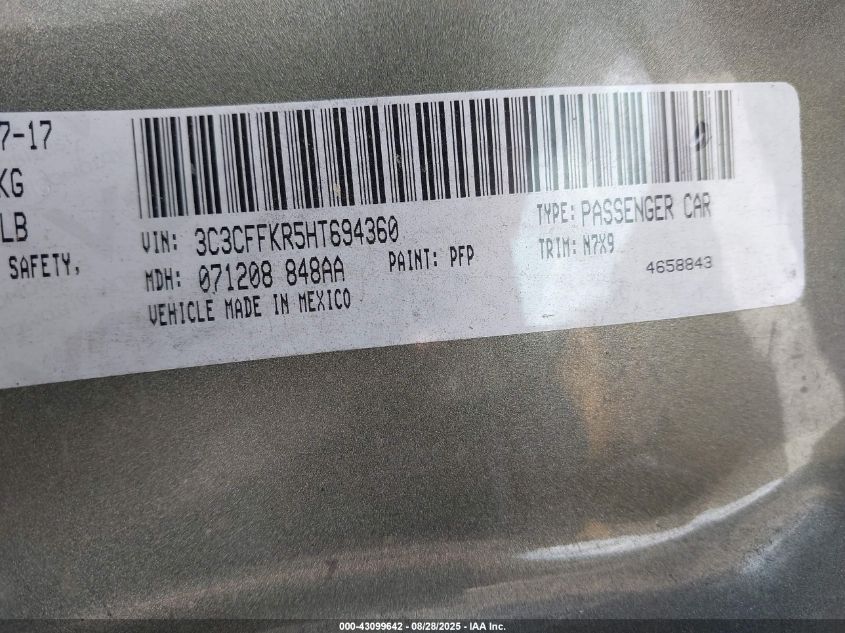 7-17
KG
LB
SAFETY,
VIN: 3C3CFFKR5HT694360
TYPE: PASSENGER CAR
MDH: 071208 848AA
PAINT: PFP
TRIM: N7X9
VEHICLE MADE IN MEXICO
4658843
000-43099642 - 08/28/2025 - IAA Inc.